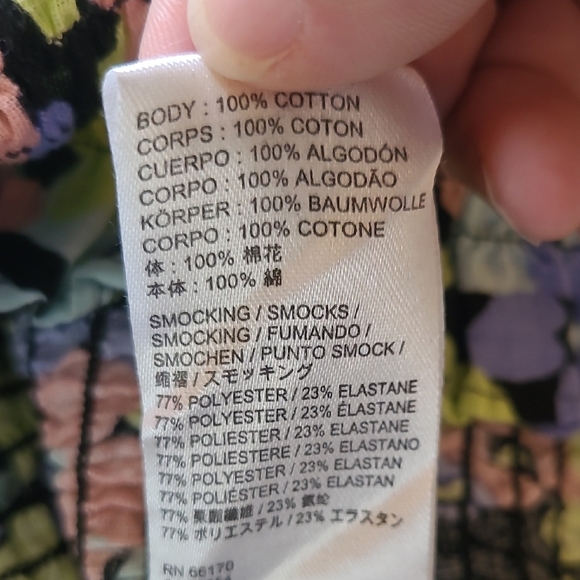 BODY : 100% COTTON
CORPS : 100% COTON
CUERPO : 100% ALGODÓN
CORPO : 100% ALGODÃO
KÖRPER : 100% BAUMWOLLE
CORPO : 100% COTONE
体 : 100% 棉花
本体 : 100% 綿
SMOCKING / SMOCKS /
SMOCKING / FUMANDO /
SMOCHEN / PUNTO SMOCK /
/ スモッキング
77% POLYESTER / 23% ELASTANE
77% POLYESTER / 23% ÉLASTANE
77% POLIESTER / 23% ELASTANE
77% POLIESTERE / 23% ELASTANO
77% POLYESTER / 23% ELASTAN
77% POLIÉSTER / 23% ELASTAN
77% / 23%
77% ポリエステル / 23% エラスタン
RN 66170